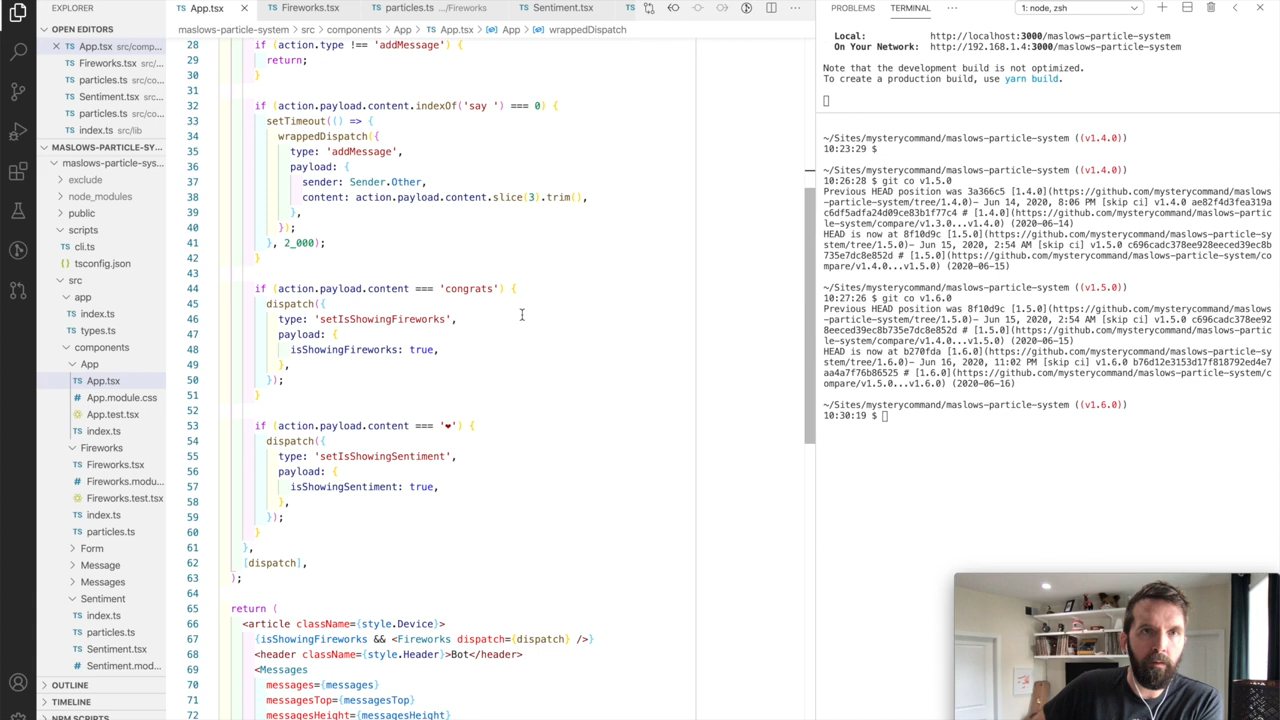 EXPLORER
OPEN EDITORS
App.tsx src/comp...
Fireworks.tsx src/...
particles.ts src/co...
Sentiment.tsx src/...
particles.ts src/co...
index.ts src/lib
MASLOWS-PARTICLE-SY...
maslows-particle-sy...
exclude
node_modules
public
scripts
cli.ts
tsconfig.json
src
app
index.ts
types.ts
components
App
App.tsx
App.module.css
App.test.tsx
index.ts
Fireworks
Fireworks.tsx
Fireworks.modu...
Fireworks.test.tsx
index.ts
particles.ts
Form
Message
Messages
Sentiment
index.ts
particles.ts
Sentiment.tsx
Sentiment.mod...
OUTLINE
TIMELINE
NPM SCRIPTS
App.tsx Fireworks.tsx particles.ts .../Fireworks Sentiment.tsx
maslows-particle-system > src > components > App > App.tsx > App > wrappedDispatch
28 if (action.type !== 'addMessage') {
29 return;
30 }
31
32 if (action.payload.content.indexOf('say ') === 0) {
33 setTimeout(() => {
34 wrappedDispatch({
35 type: 'addMessage',
36 payload: {
37 sender: Sender.Other,
38 content: action.payload.content.slice(3).trim(),
39 },
40 });
41 }, 2_000);
42 }
43
44 if (action.payload.content === 'congrats') {
45 dispatch({
46 type: 'setIsShowingFireworks',
47 payload: {
48 isShowingFireworks: true,
49 },
50 });
51 }
52
53 if (action.payload.content === '❤') {
54 dispatch({
55 type: 'setIsShowingSentiment',
56 payload: {
57 isShowingSentiment: true,
58 },
59 });
60 }
61 },
62 [dispatch],
63 );
64
65 return (
66 <article className={style.Device}>
67 {isShowingFireworks && <Fireworks dispatch={dispatch} />}
68 <header className={style.Header}>Bot</header>
69 <Messages
70 messages={messages}
71 messagesTop={messagesTop}
72 messagesHeight={messagesHeight}
PROBLEMS TERMINAL ... 1: node, zsh
Local: http://localhost:3000/maslows-particle-system
On Your Network: http://192.168.1.4:3000/maslows-particle-system
Note that the development build is not optimized.
To create a production build, use yarn build.
~/Sites/mysterycommand/maslows-particle-system ((v1.4.0))
10:23:29 $
~/Sites/mysterycommand/maslows-particle-system ((v1.4.0))
10:26:28 $ git co v1.5.0
Previous HEAD position was 3a366c5 [1.4.0](https://github.com/mysterycommand/maslows
-particle-system/tree/1.4.0)- Jun 14, 2020, 8:06 PM [skip ci] v1.4.0 ae82f4d3fea319a
c6df5adfa24d09ce83b1f77c4 # [1.4.0](https://github.com/mysterycommand/maslows-partic
le-system/compare/v1.3.0...v1.4.0) (2020-06-14)
HEAD is now at 8f10d9c [1.5.0](https://github.com/mysterycommand/maslows-particle-sy
stem/tree/1.5.0)- Jun 15, 2020, 2:54 AM [skip ci] v1.5.0 c696cadc378ee928eeced39ec8b
735e7dc8e852d # [1.5.0](https://github.com/mysterycommand/maslows-particle-system/co
mpare/v1.4.0...v1.5.0) (2020-06-15)
~/Sites/mysterycommand/maslows-particle-system ((v1.5.0))
10:27:26 $ git co v1.6.0
Previous HEAD position was 8f10d9c [1.5.0](https://github.com/mysterycommand/maslows
-particle-system/tree/1.5.0)- Jun 15, 2020, 2:54 AM [skip ci] v1.5.0 c696cadc378ee92
8eeced39ec8b735e7dc8e852d # [1.5.0](https://github.com/mysterycommand/maslows-partic
le-system/compare/v1.4.0...v1.5.0) (2020-06-15)
HEAD is now at b270fda [1.6.0](https://github.com/mysterycommand/maslows-particle-sy
stem/tree/1.6.0)- Jun 16, 2020, 11:02 PM [skip ci] v1.6.0 b76d12e3153d17f818792ed4e7
aa4a7f76b86525 # [1.6.0](https://github.com/mysterycommand/maslows-particle-system/c
ompare/v1.5.0...v1.6.0) (2020-06-16)
~/Sites/mysterycommand/maslows-particle-system ((v1.6.0))
10:30:19 $